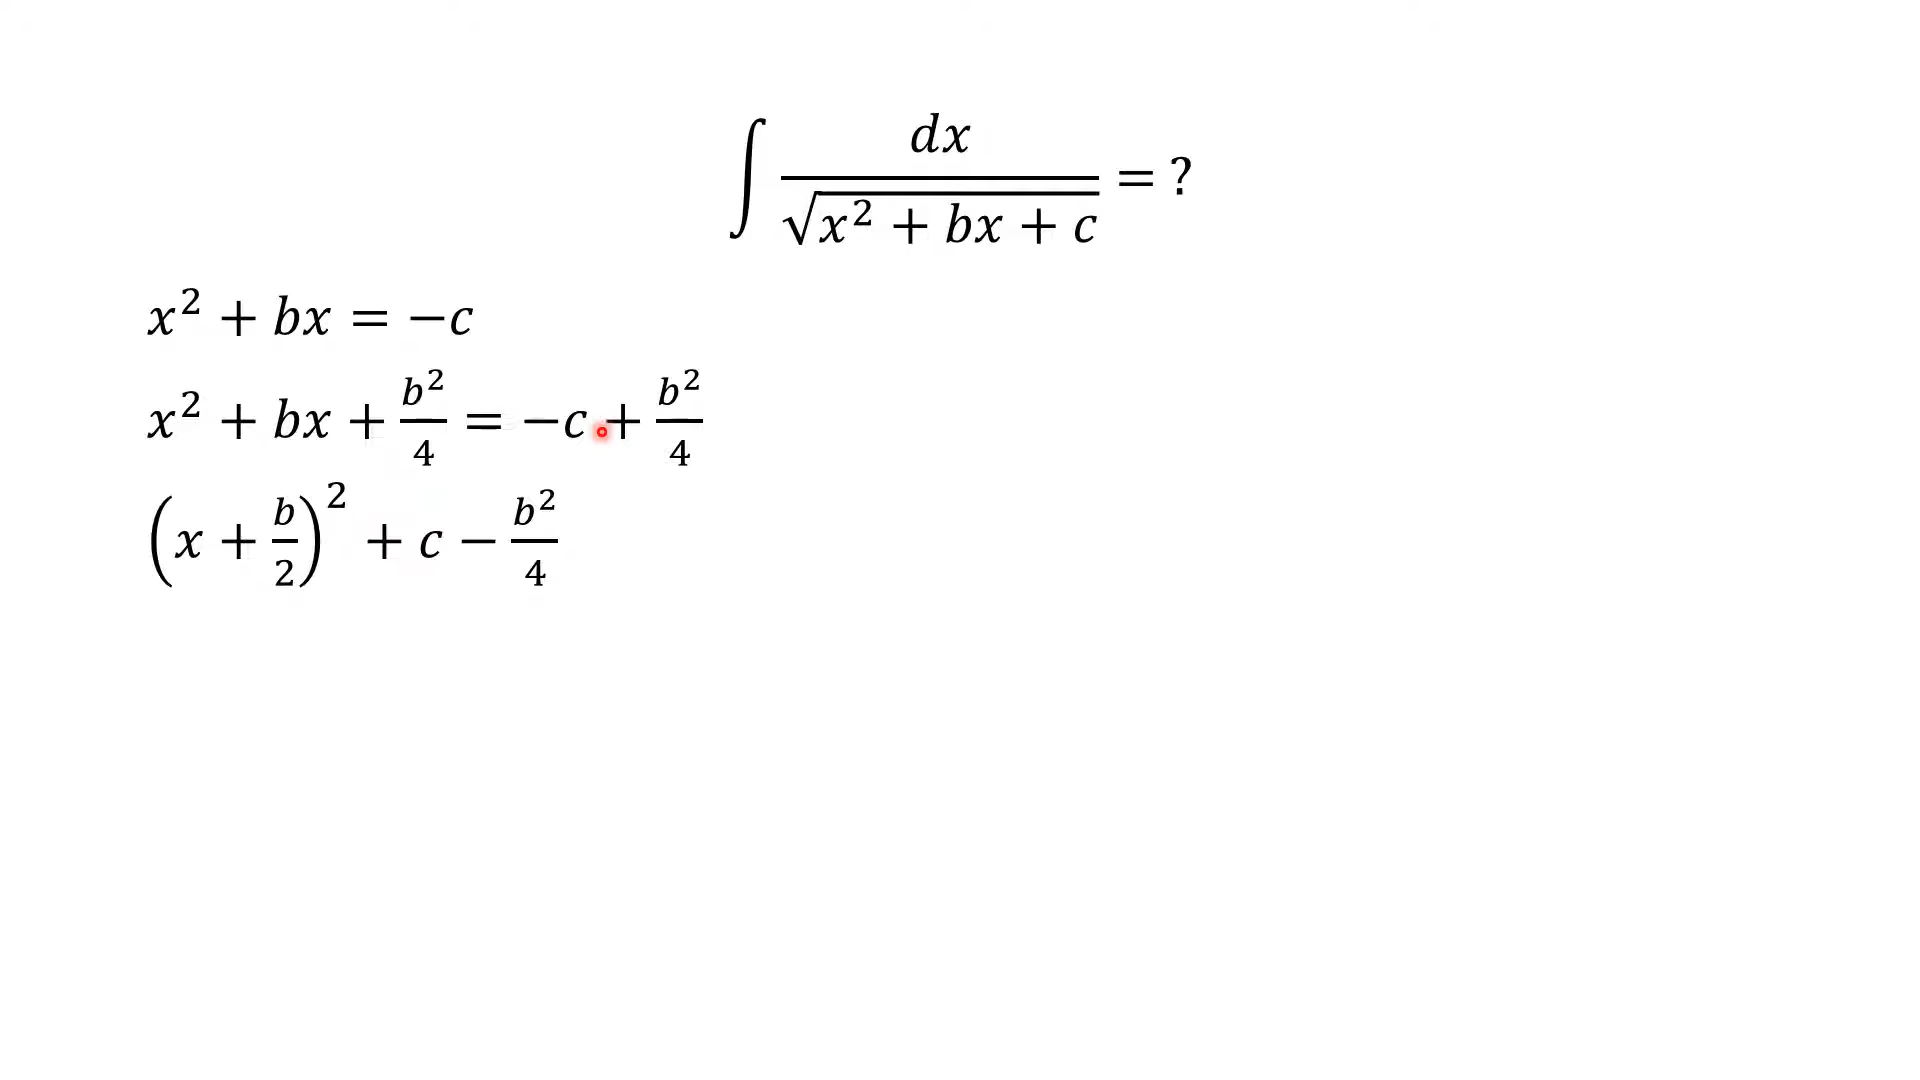 ∫ dx / √(x² + bx + c) = ?
x² + bx = −c
x² + bx + b²/4 = −c + b²/4
(x + b/2)² + c − b²/4